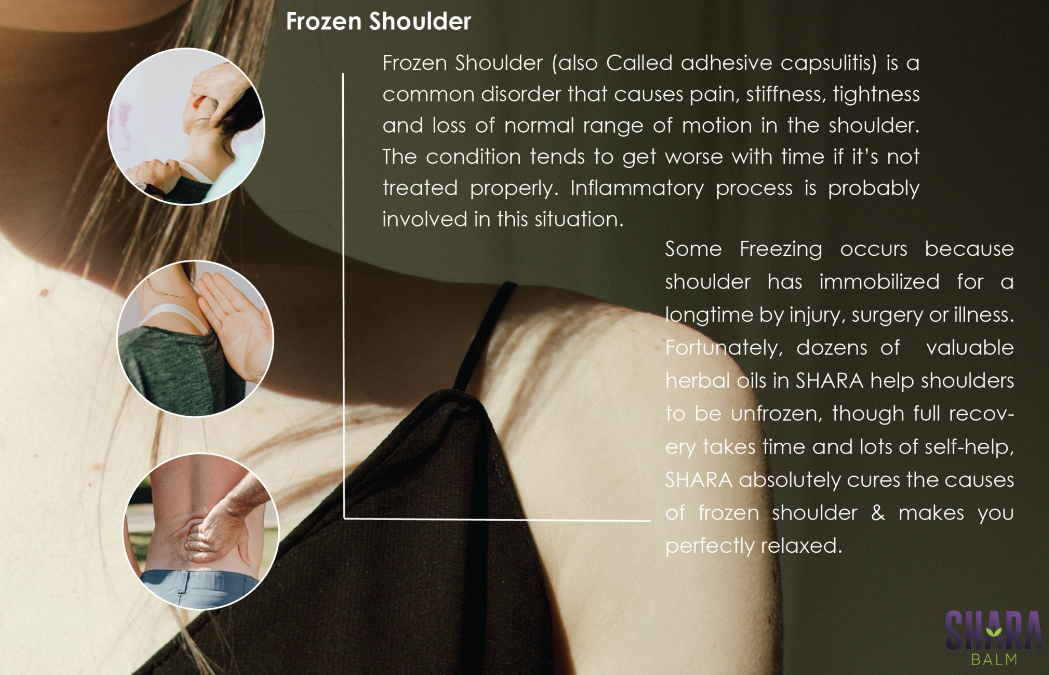 Frozen Shoulder
Frozen Shoulder (also Called adhesive capsulitis) is a
common disorder that causes pain, stiffness, tightness
and loss of normal range of motion in the shoulder.
The condition tends to get worse with time if it’s not
treated properly. Inflammatory process is probably
involved in this situation.
Some Freezing occurs because
shoulder has immobilized for a
longtime by injury, surgery or illness.
Fortunately, dozens of valuable
herbal oils in SHARA help shoulders
to be unfrozen, though full recov-
ery takes time and lots of self-help,
SHARA absolutely cures the causes
of frozen shoulder & makes you
perfectly relaxed.
SHARA
BALM